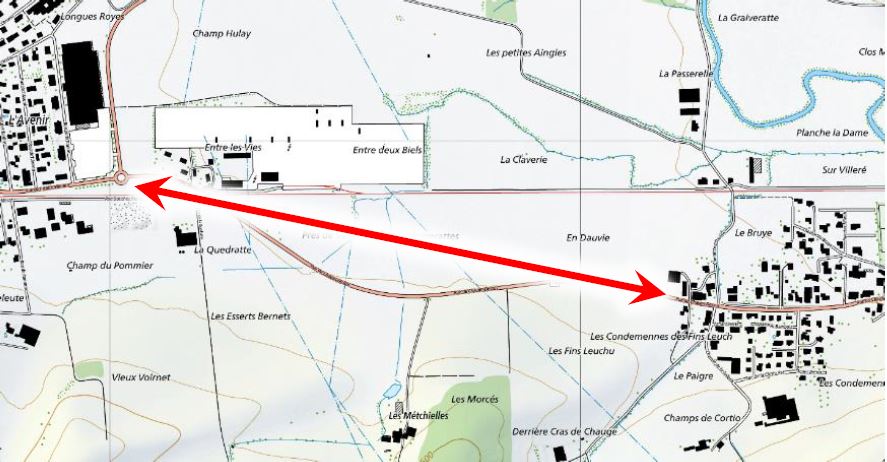 Longues Royes
Champ Hulay
La Graiveratte
Les petites Aingies
Clos M
La Passerelle
L'Avenir
Planche la Dame
Entre les Vies
Entre deux Biels
La Claverie
Sur Villeré
Le Bruye
En Dauvie
La Quedratte
Champ du Pommier
eleute
Les Esserts Bernets
Les Condemennes des Fins Leuch
Les Fins Leuchu
Vieux Voirnet
Le Paigre
Les Condemen
Les Morcés
Les Métchielles
Champs de Cortio
Derrière Cras de Chauge
500